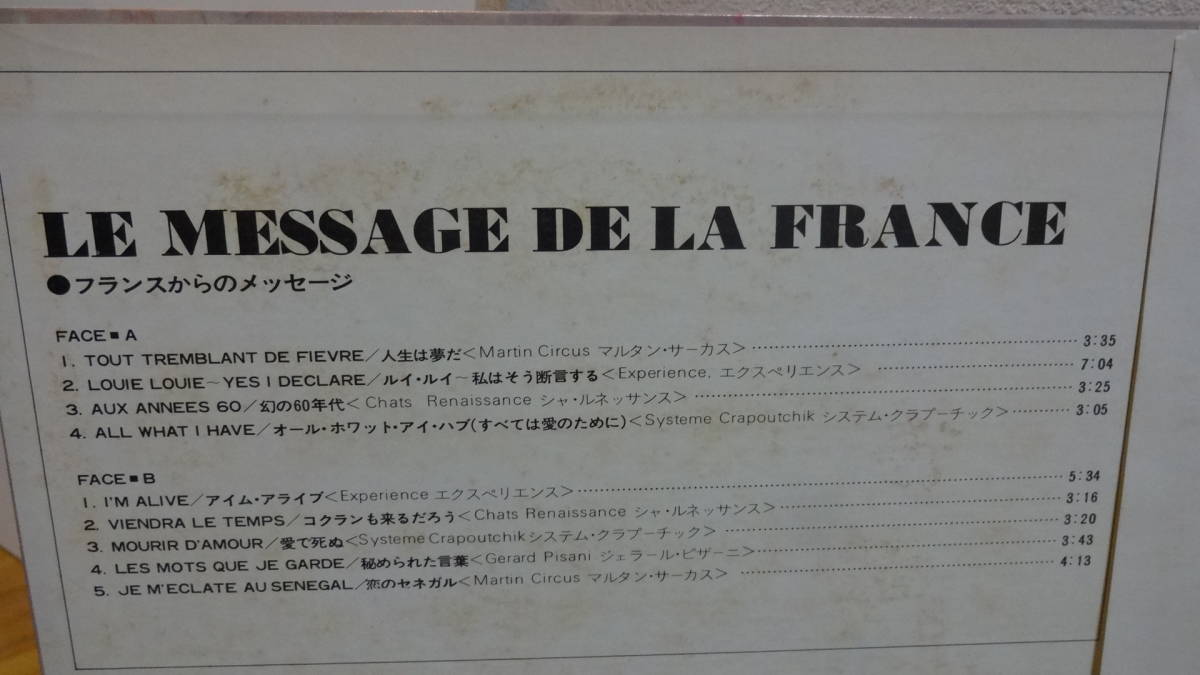 LE MESSAGE DE LA FRANCE
●フランスからのメッセージ
FACE■A
1. TOUT TREMBLANT DE FIEVRE/人生は夢だ<Martin Circus マルタン・サーカス>……3:35
2. LOUIE LOUIE~YES I DECLARE/ルイ・ルイ~私はそう断言する<Experience. エクスペリエンス>……7:04
3. AUX ANNEES 60/幻の60年代<Chats Renaissance シャ・ルネッサンス>……3:25
4. ALL WHAT I HAVE/オール・ホワット・アイ・ハブ(すべては愛のために)<Systeme Crapoutchik システム・クラプーチック>……3:05
FACE■B
1. I'M ALIVE/アイム・アライブ<Experience エクスペリエンス>……5:34
2. VIENDRA LE TEMPS/コクランも来るだろう<Chats Renaissance シャ・ルネッサンス>……3:16
3. MOURIR D'AMOUR/愛で死ぬ<Systeme Crapoutchik システム・クラプーチック>……3:20
4. LES MOTS QUE JE GARDE/秘められた言葉<Gerard Pisani ジェラール・ピザーニ>……3:43
5. JE M'ECLATE AU SENEGAL/恋のセネガル<Martin Circus マルタン・サーカス>……4:13